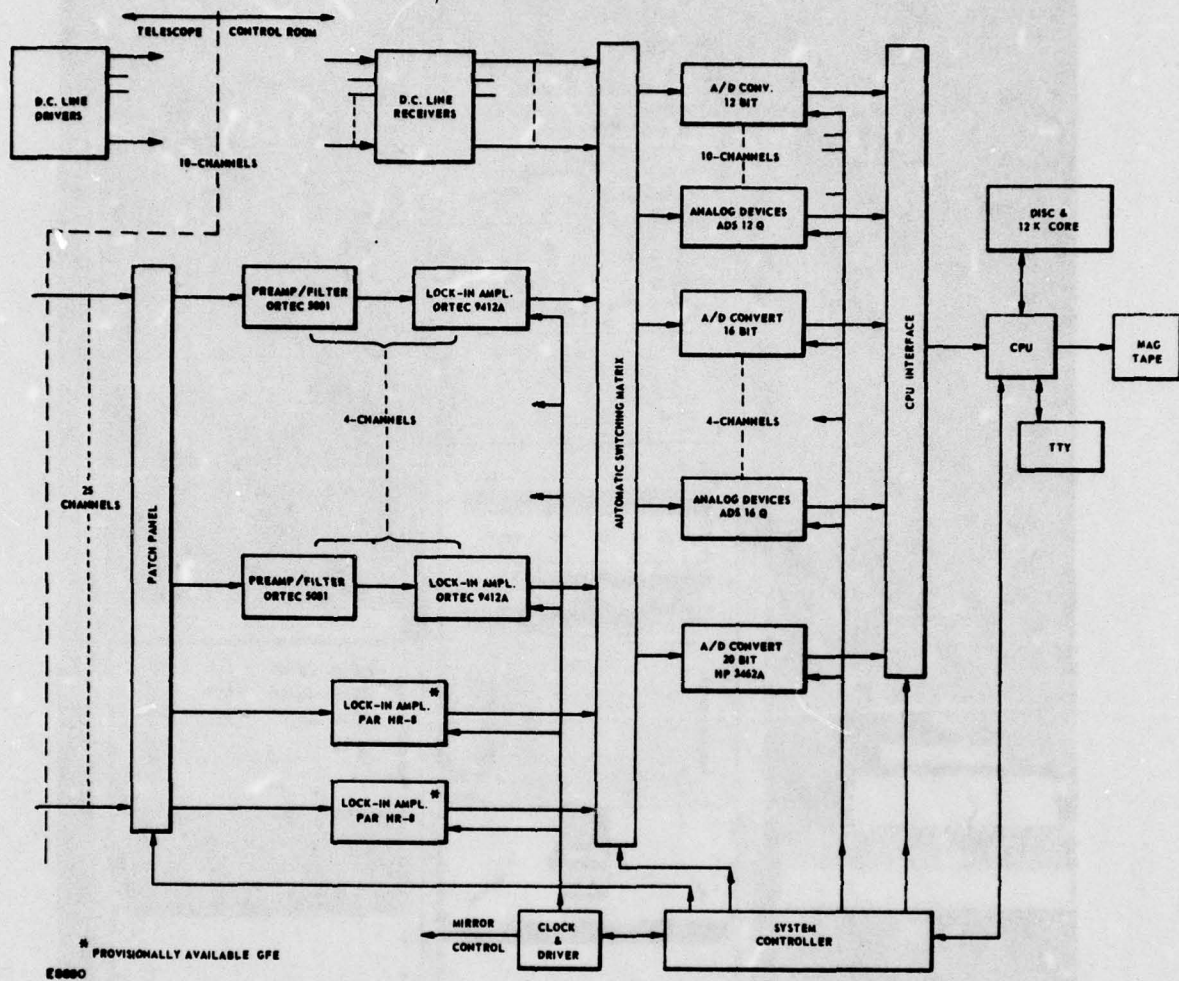 TELESCOPE
CONTROL ROOM
D.C. LINE
DRIVERS
10-CHANNELS
D.C. LINE
RECEIVERS
A/D CONV.
12 BIT
10-CHANNELS
ANALOG DEVICES
ADS 12 Q
DISC &
12 K CORE
PREAMP/FILTER
ORTEC 5081
LOCK-IN AMPL.
ORTEC 9412A
A/D CONVERT
16 BIT
CPU
MAG
TAPE
TTY
4-CHANNELS
AUTOMATIC SWITCHING MATRIX
4-CHANNELS
CPU INTERFACE
25
CHANNELS
PATCH PANEL
ANALOG DEVICES
ADS 16 Q
PREAMP/FILTER
ORTEC 5081
LOCK-IN AMPL.
ORTEC 9412A
A/D CONVERT
20 BIT
HP 3462A
LOCK-IN AMPL. *
PAR HR-8
LOCK-IN AMPL. *
PAR HR-8
MIRROR
CONTROL
CLOCK
&
DRIVER
SYSTEM
CONTROLLER
* PROVISIONALLY AVAILABLE GFE